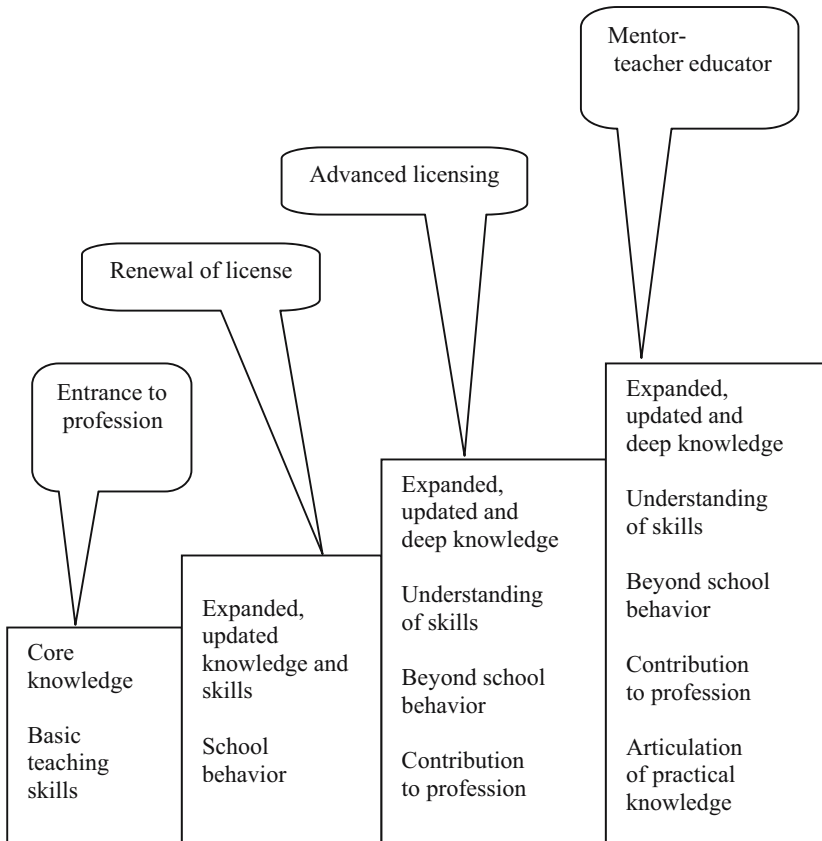 Mentor-
teacher educator
Advanced licensing
Renewal of license
Entrance to
profession
Core
knowledge
Basic
teaching
skills
Expanded,
updated
knowledge and
skills
School
behavior
Expanded,
updated and
deep knowledge
Understanding
of skills
Beyond school
behavior
Contribution
to profession
Expanded,
updated and
deep knowledge
Understanding
of skills
Beyond school
behavior
Contribution
to profession
Articulation
of practical
knowledge